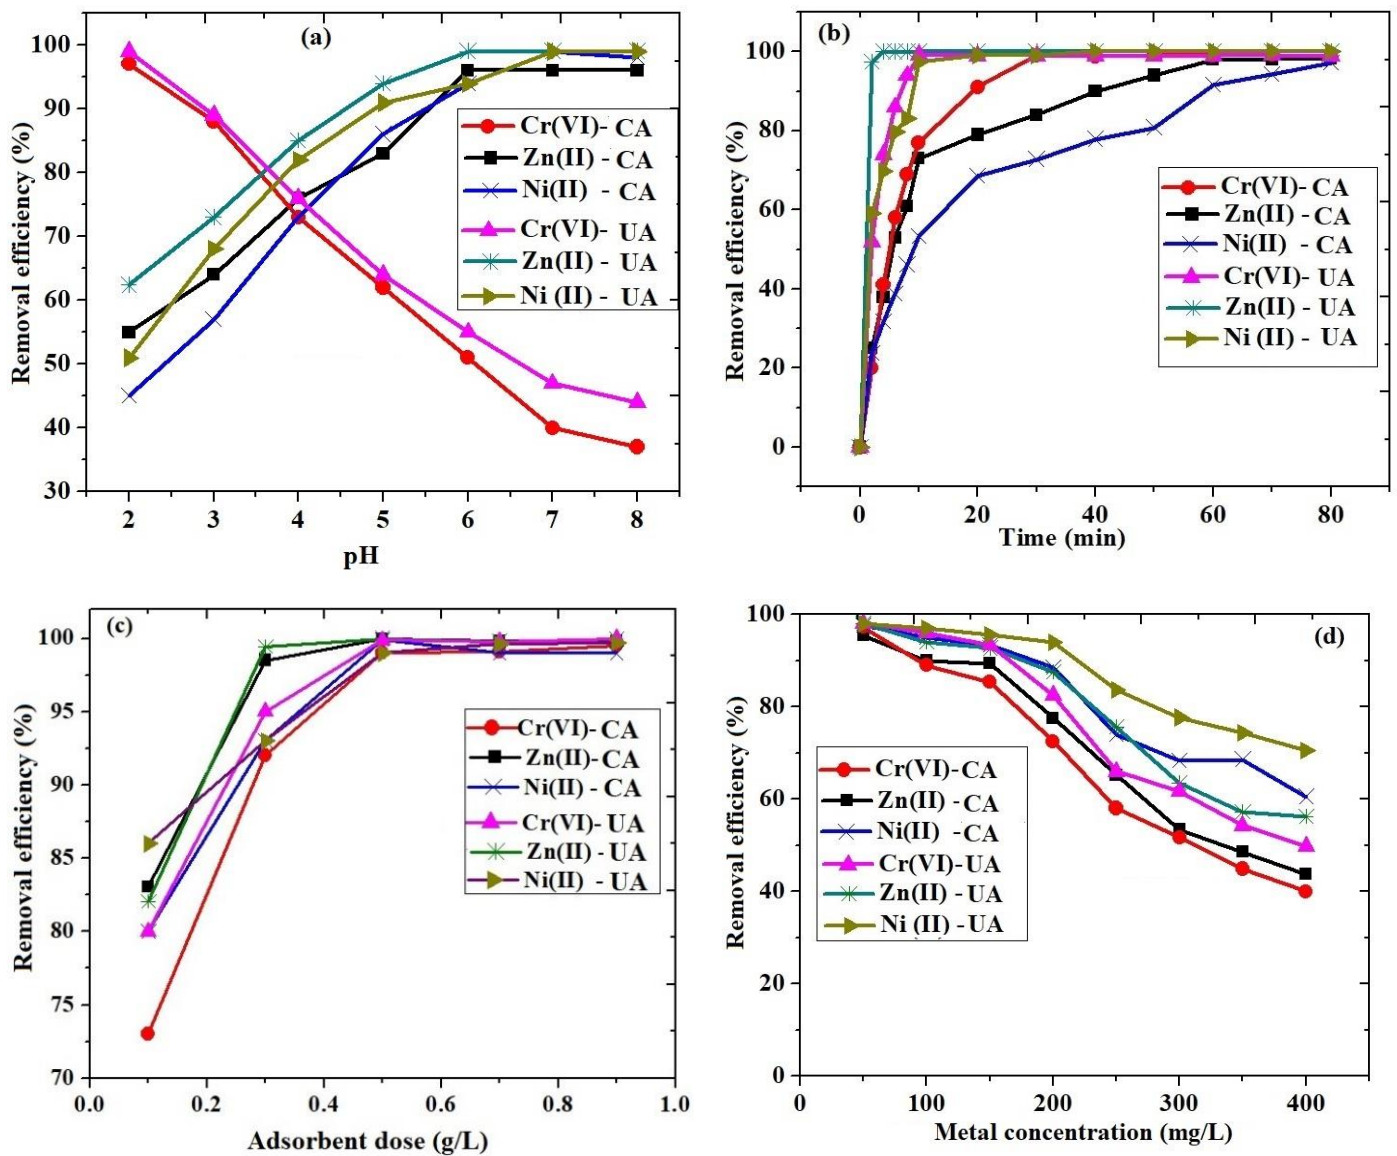 (a)
Removal efficiency (%)
100
90
80
70
60
50
40
30
Cr(VI)- CA
Zn(II) - CA
Ni(II) - CA
Cr(VI)- UA
Zn(II) - UA
Ni (II) - UA
2 3 4 5 6 7 8
pH
(b)
Removal efficiency (%)
100
80
60
40
20
0
Cr(VI)- CA
Zn(II) - CA
Ni(II) - CA
Cr(VI)- UA
Zn(II) - UA
Ni (II) - UA
0 20 40 60 80
Time (min)
(c)
Removal efficiency (%)
100
95
90
85
80
75
70
Cr(VI)- CA
Zn(II) - CA
Ni(II) - CA
Cr(VI)- UA
Zn(II) - UA
Ni(II) - UA
0.0 0.2 0.4 0.6 0.8 1.0
Adsorbent dose (g/L)
(d)
Removal efficiency (%)
100
80
60
40
20
0
Cr(VI)- CA
Zn(II) - CA
Ni(II) - CA
Cr(VI)- UA
Zn(II) - UA
Ni (II) - UA
0 100 200 300 400
Metal concentration (mg/L)